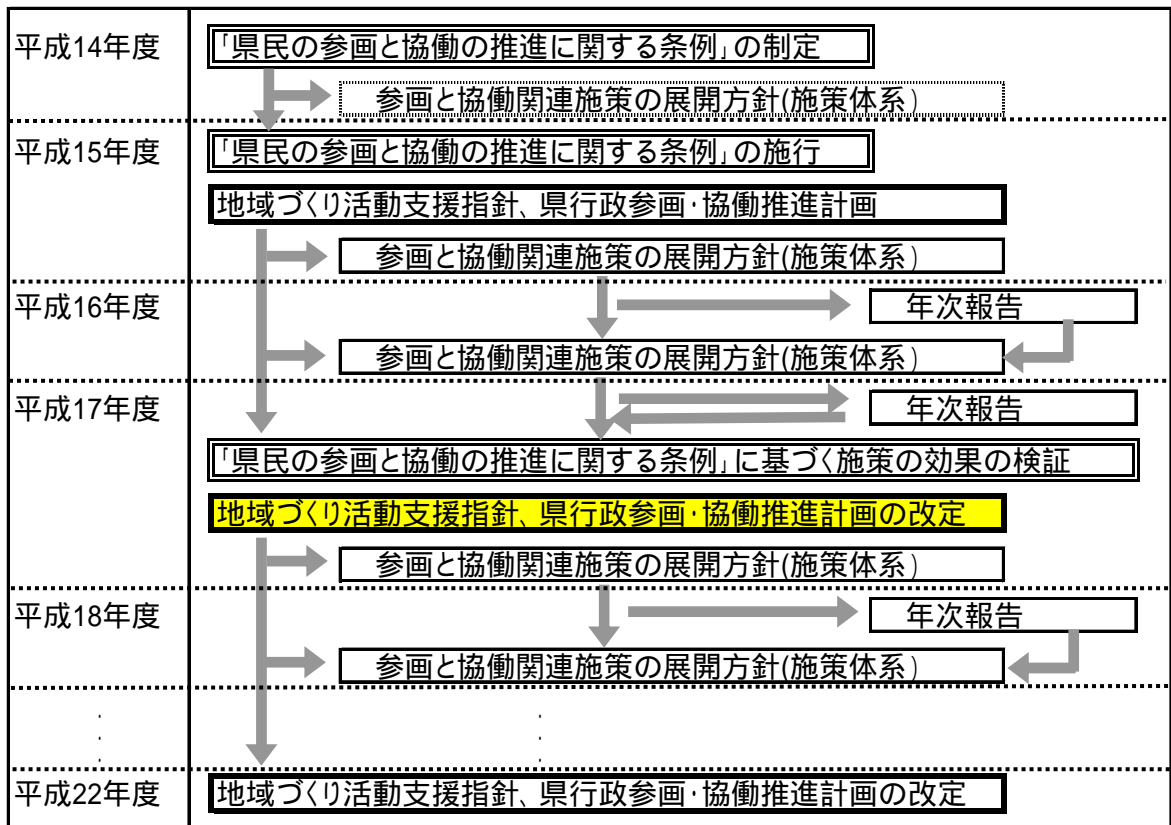 平成14年度
「県民の参画と協働の推進に関する条例」の制定
参画と協働関連施策の展開方針(施策体系)
平成15年度
「県民の参画と協働の推進に関する条例」の施行
地域づくり活動支援指針、県行政参画・協働推進計画
参画と協働関連施策の展開方針(施策体系)
平成16年度
年次報告
参画と協働関連施策の展開方針(施策体系)
平成17年度
年次報告
「県民の参画と協働の推進に関する条例」に基づく施策の効果の検証
地域づくり活動支援指針、県行政参画・協働推進計画の改定
参画と協働関連施策の展開方針(施策体系)
平成18年度
年次報告
参画と協働関連施策の展開方針(施策体系)
平成22年度
地域づくり活動支援指針、県行政参画・協働推進計画の改定